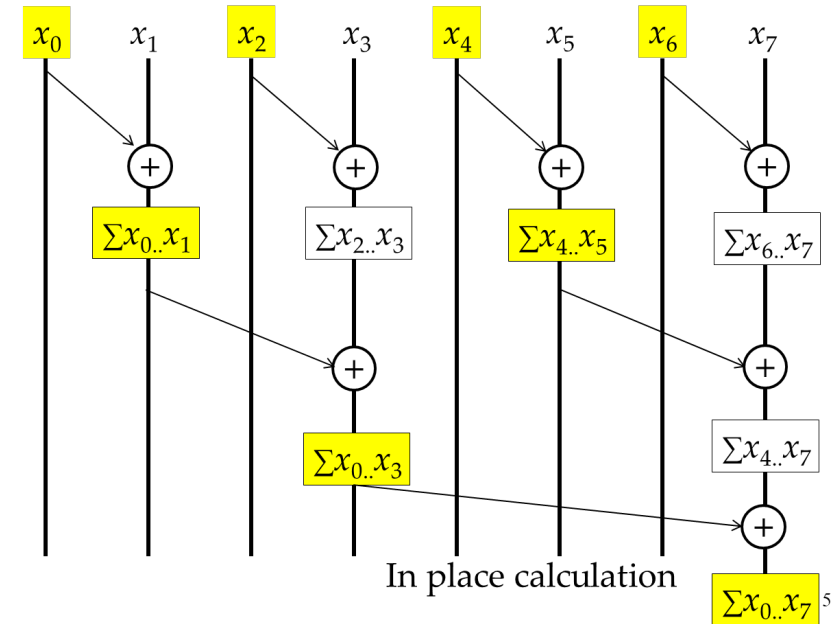 x₀ x₁ x₂ x₃ x₄ x₅ x₆ x₇
+ + + +
∑x₀..x₁ ∑x₂..x₃ ∑x₄..x₅ ∑x₆..x₇
+ +
∑x₀..x₃ ∑x₄..x₇
+
In place calculation
∑x₀..x₇ 5